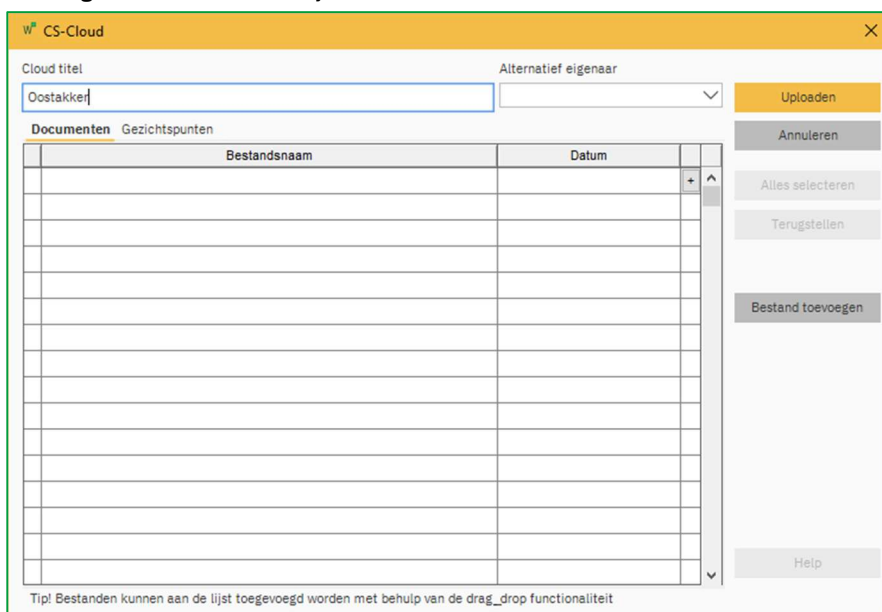 CS-Cloud
Cloud titel
Alternatief eigenaar
Oostakker
Uploaden
Documenten Gezichtspunten
Annuleren
Bestandsnaam Datum
+
Alles selecteren
Terugstellen
Bestand toevoegen
Help
Tip! Bestanden kunnen aan de lijst toegevoegd worden met behulp van de drag_drop functionaliteit